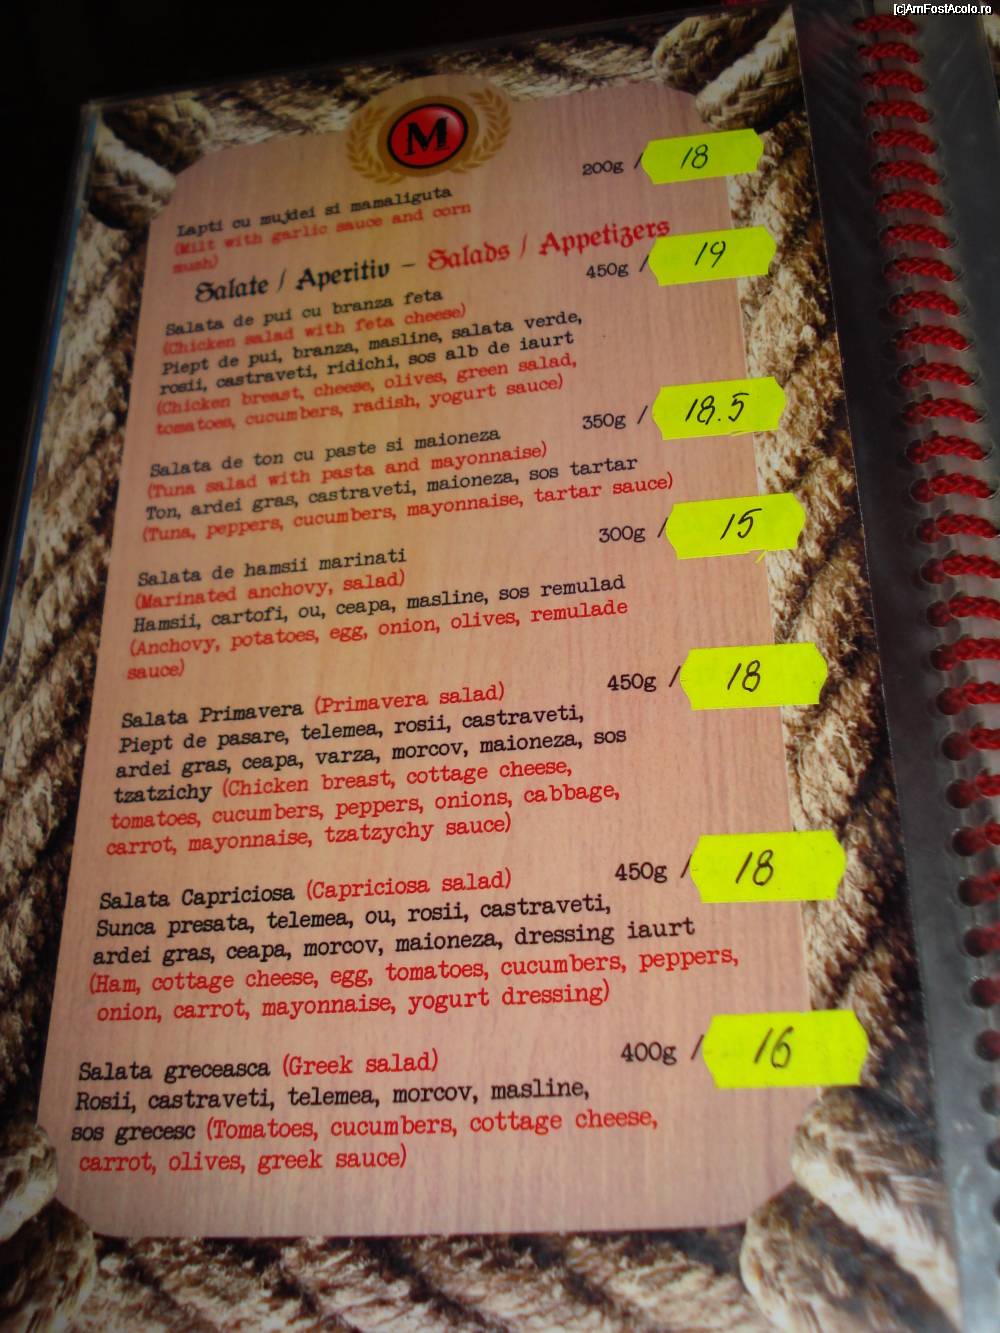 [c]AmFostAcolo.ro
M
200g / 18
Lapti cu mujdei si mamaliguta
(Milt with garlic sauce and corn
mush)
Salate / Aperitiv - Salads / Appetizers
450g / 19
Salata de pui cu branza feta
(Chicken salad with feta cheese)
Piept de pui, branza, masline, salata verde,
rosii, castraveti, ridichi, sos alb de iaurt
(Chicken breast, cheese, olives, green salad,
tomatoes, cucumbers, radish, yogurt sauce)
350g / 18.5
Salata de ton cu paste si maioneza
(Tuna salad with pasta and mayonnaise)
Ton, ardei gras, castraveti, maioneza, sos tartar
(Tuna, peppers, cucumbers, mayonnaise, tartar sauce)
300g / 15
Salata de hamsii marinati
(Marinated anchovy, salad)
Hamsii, cartofi, ou, ceapa, masline, sos remulad
(Anchovy, potatoes, egg, onion, olives, remulade
sauce)
450g / 18
Salata Primavera (Primavera salad)
Piept de pasare, telemea, rosii, castraveti,
ardei gras, ceapa, varza, morcov, maioneza, sos
tzatzichy (Chicken breast, cottage cheese,
tomatoes, cucumbers, peppers, onions, cabbage,
carrot, mayonnaise, tzatzychy sauce)
450g / 18
Salata Capriciosa (Capriciosa salad)
Sunca presata, telemea, ou, rosii, castraveti,
ardei gras, ceapa, morcov, maioneza, dressing iaurt
(Ham, cottage cheese, egg, tomatoes, cucumbers, peppers,
onion, carrot, mayonnaise, yogurt dressing)
400g / 16
Salata greceasca (Greek salad)
Rosii, castraveti, telemea, morcov, masline,
sos grecesc (Tomatoes, cucumbers, cottage cheese,
carrot, olives, greek sauce)